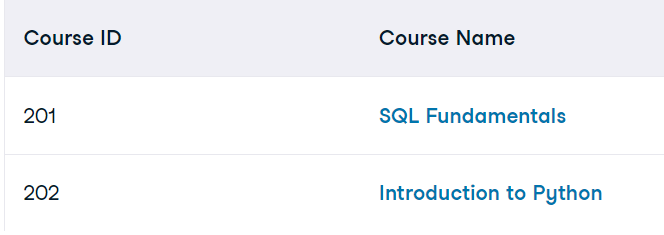 Course ID Course Name
201 SQL Fundamentals
202 Introduction to Python